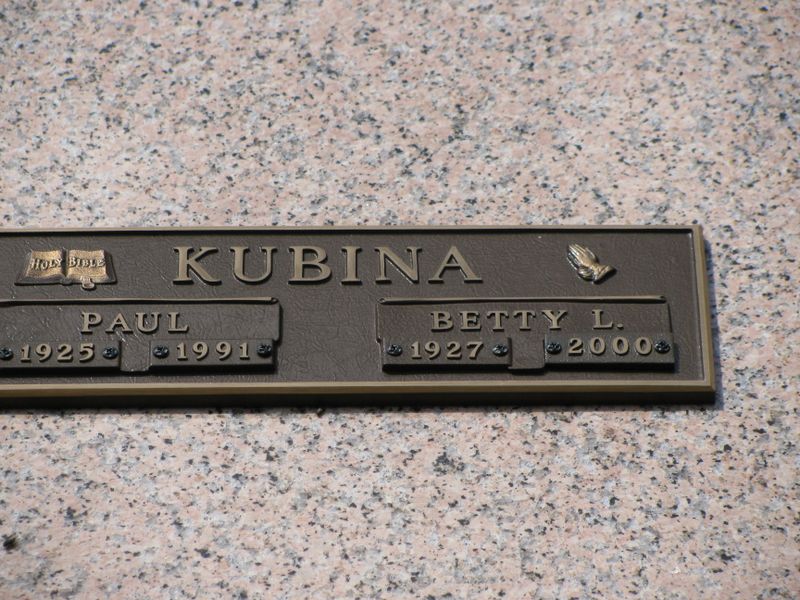 HOLY BIBLE
KUBINA
PAUL
1925 1991
BETTY L.
1927 2000